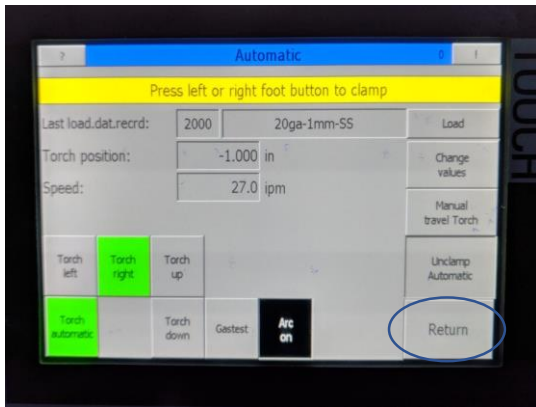 ? Automatic 0 !
Press left or right foot button to clamp
Last load.dat.recrd: 2000 20ga-1mm-SS Load
Torch position: -1.000 in Change
values
Speed: 27.0 ipm
Manual
travel Torch
Torch
left
Torch
right
Torch
up
Unclamp
Automatic
Torch
automatic
Torch
down
Gastest
Arc
on
Return
TOUCH